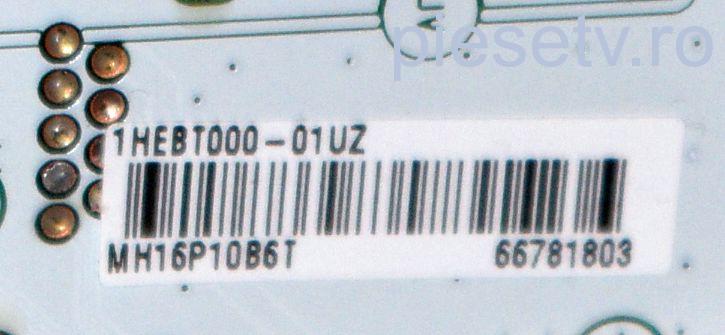 piesetv.ro
1HEBT000-01UZ
MH16P10B6T 66781803